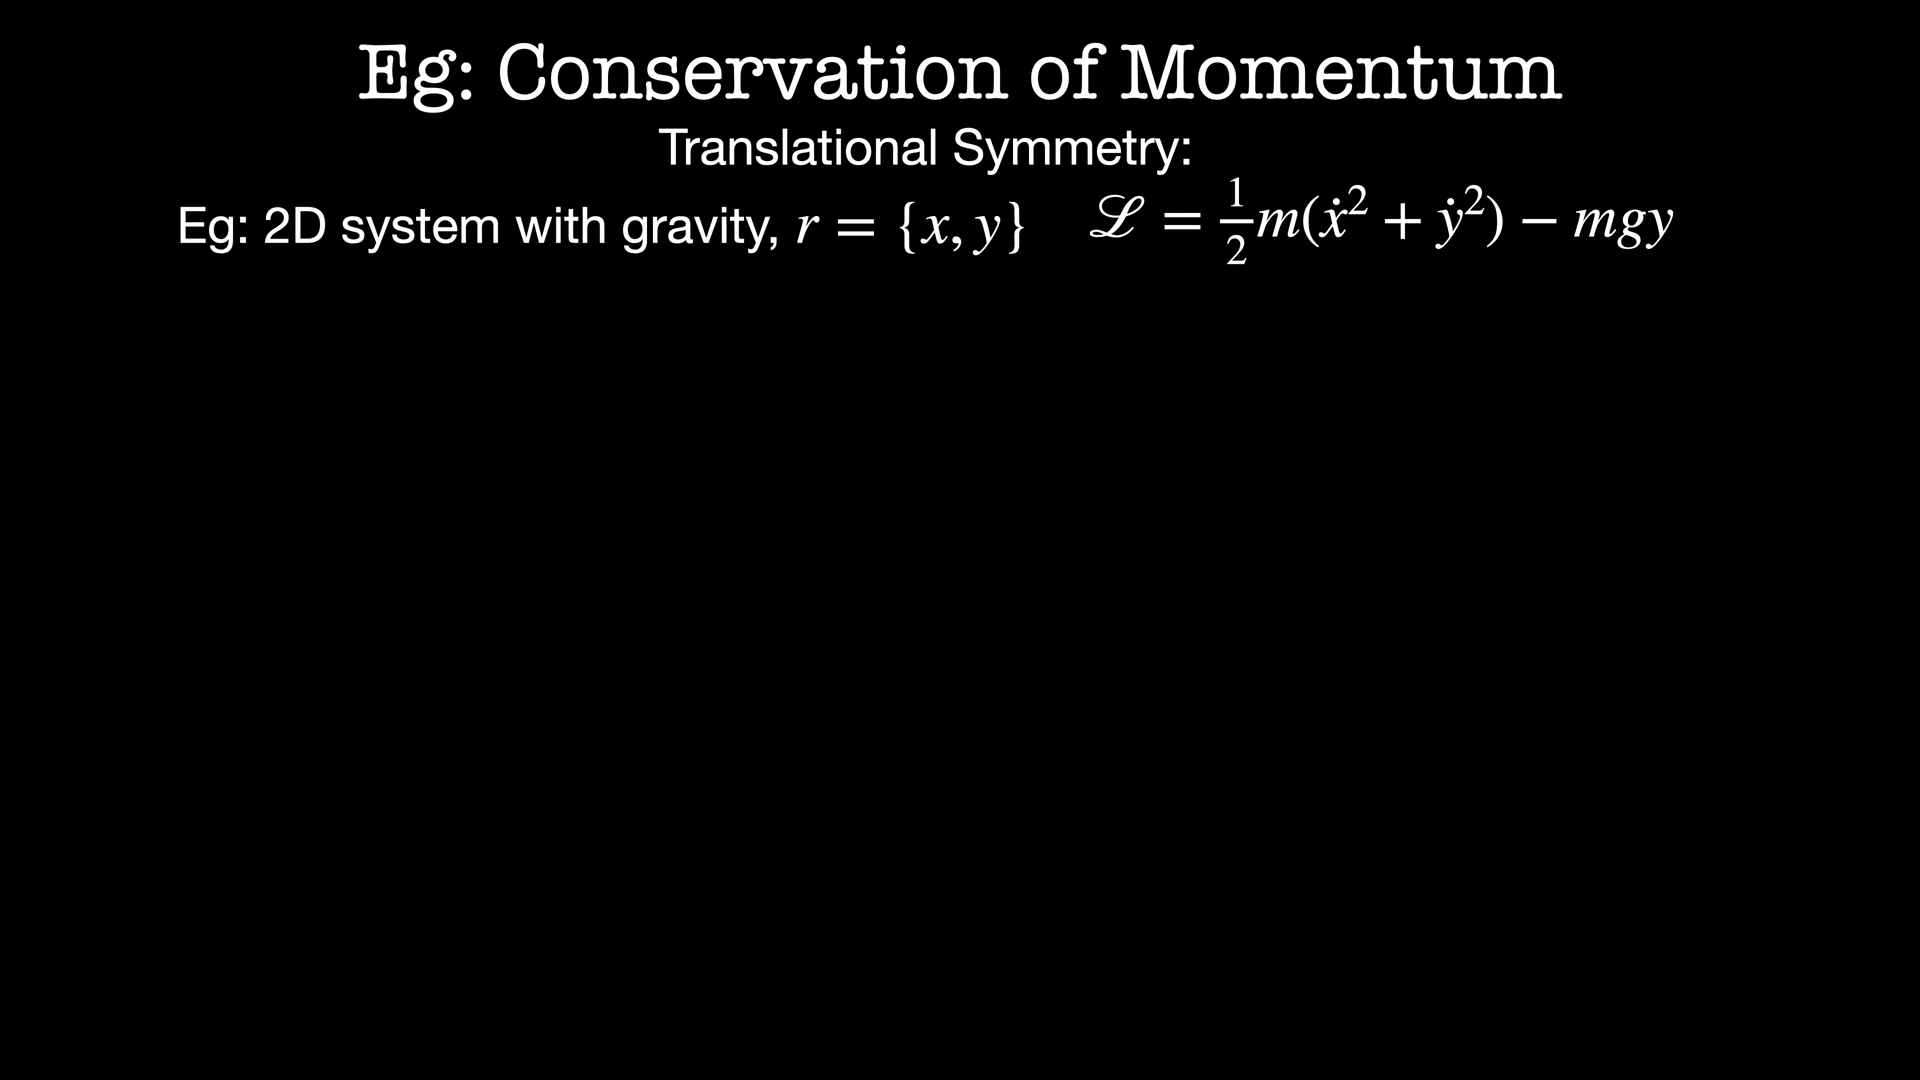 Eg: Conservation of Momentum
Translational Symmetry:
Eg: 2D system with gravity, r = {x, y}   ℒ = ½m(ẋ² + ẏ²) − mgy